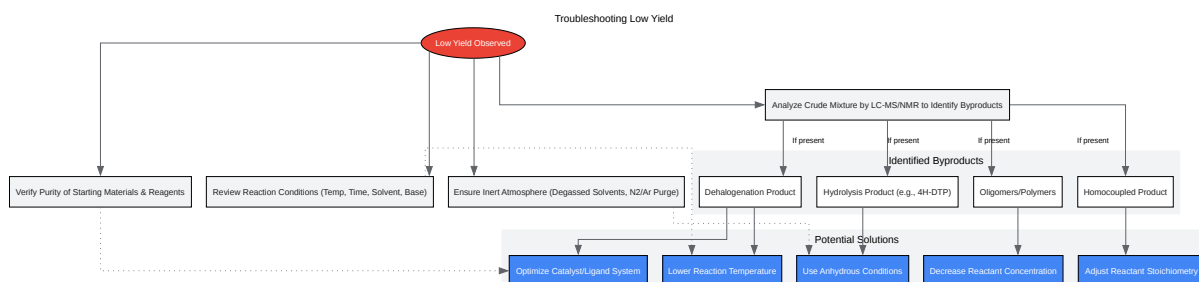 Troubleshooting Low Yield
Low Yield Observed
Analyze Crude Mixture by LC-MS/NMR to Identify Byproducts
If present
If present
If present
If present
Identified Byproducts
Verify Purity of Starting Materials & Reagents
Review Reaction Conditions (Temp, Time, Solvent, Base)
Ensure Inert Atmosphere (Degassed Solvents, N2/Ar Purge)
Dehalogenation Product
Hydrolysis Product (e.g., 4H-DTP)
Oligomers/Polymers
Homocoupled Product
Potential Solutions
Optimize Catalyst/Ligand System
Lower Reaction Temperature
Use Anhydrous Conditions
Decrease Reactant Concentration
Adjust Reactant Stoichiometry